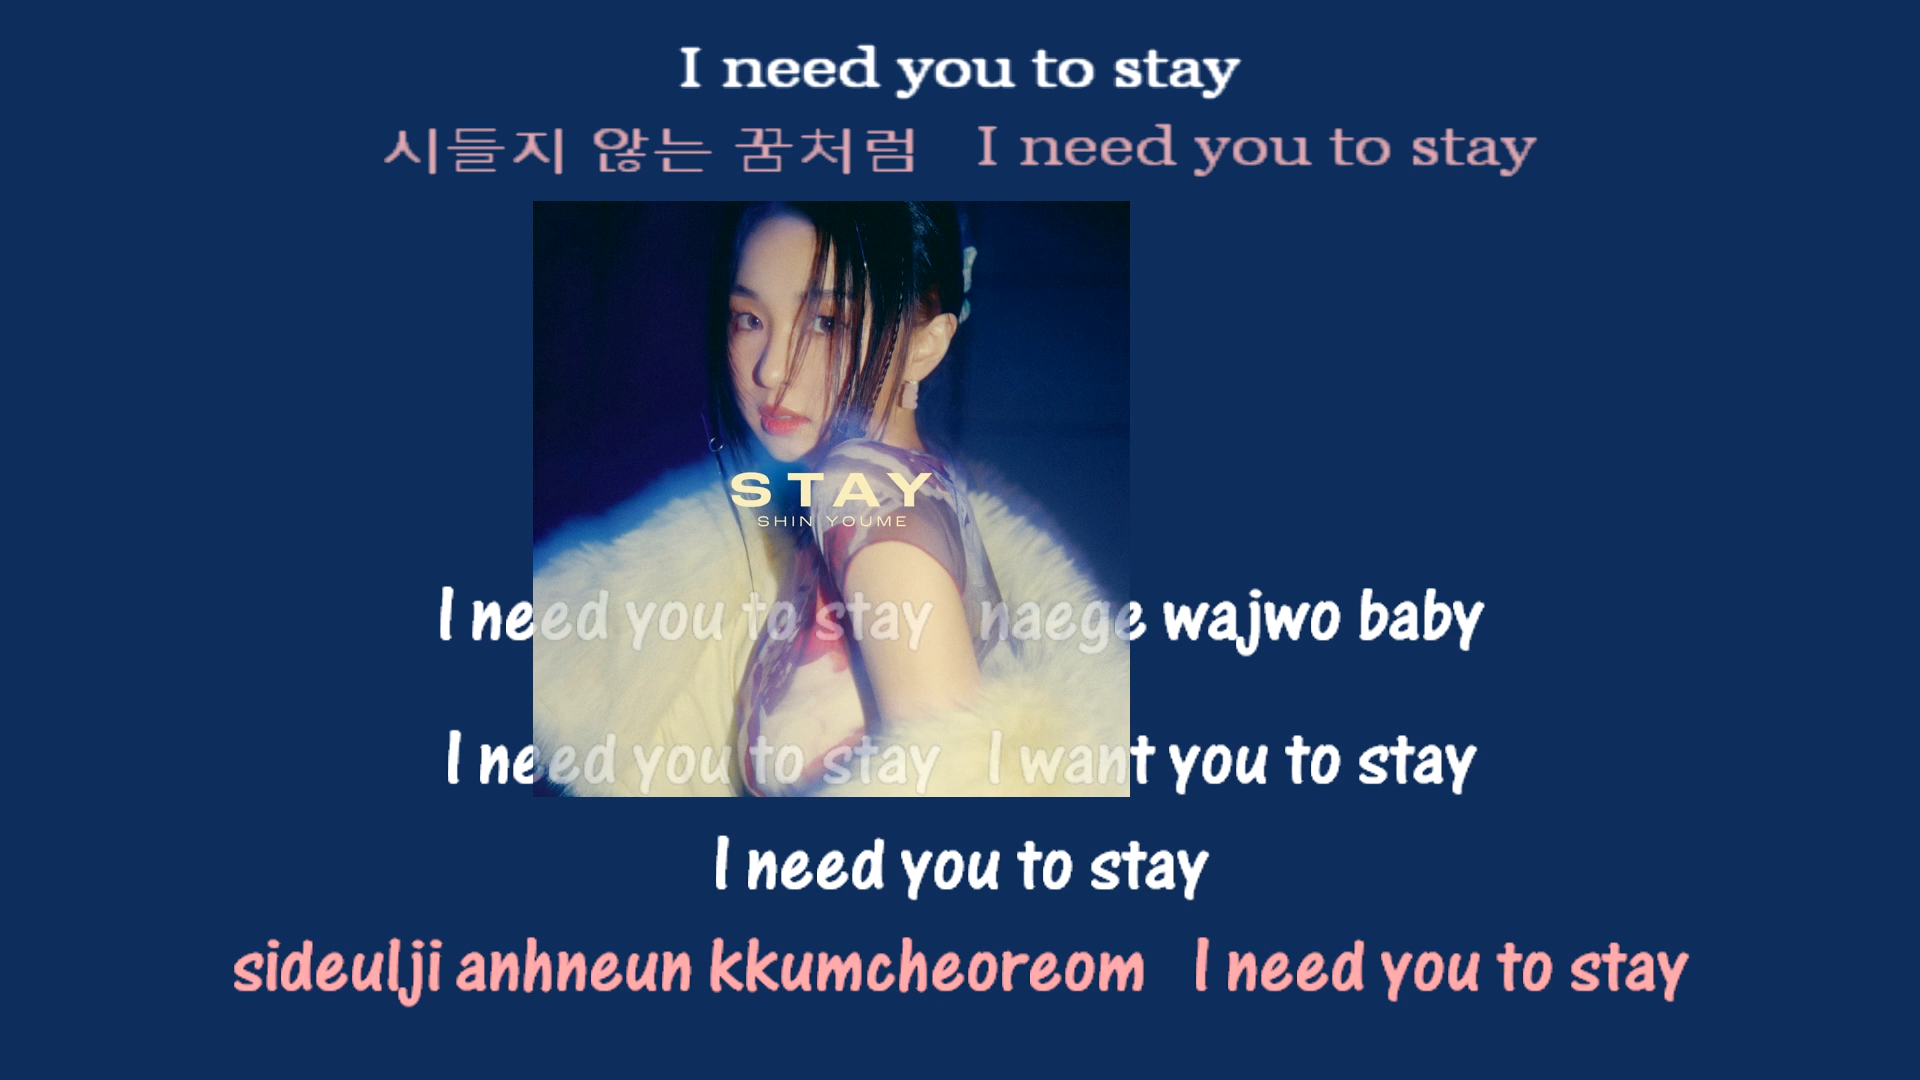 I need you to stay
시들지 않는 꿈처럼 I need you to stay
STAY
SHIN YOUME
I need you to stay naege wajwo baby
I need you to stay I want you to stay
I need you to stay
sideulji anhneun kkumcheoreom I need you to stay